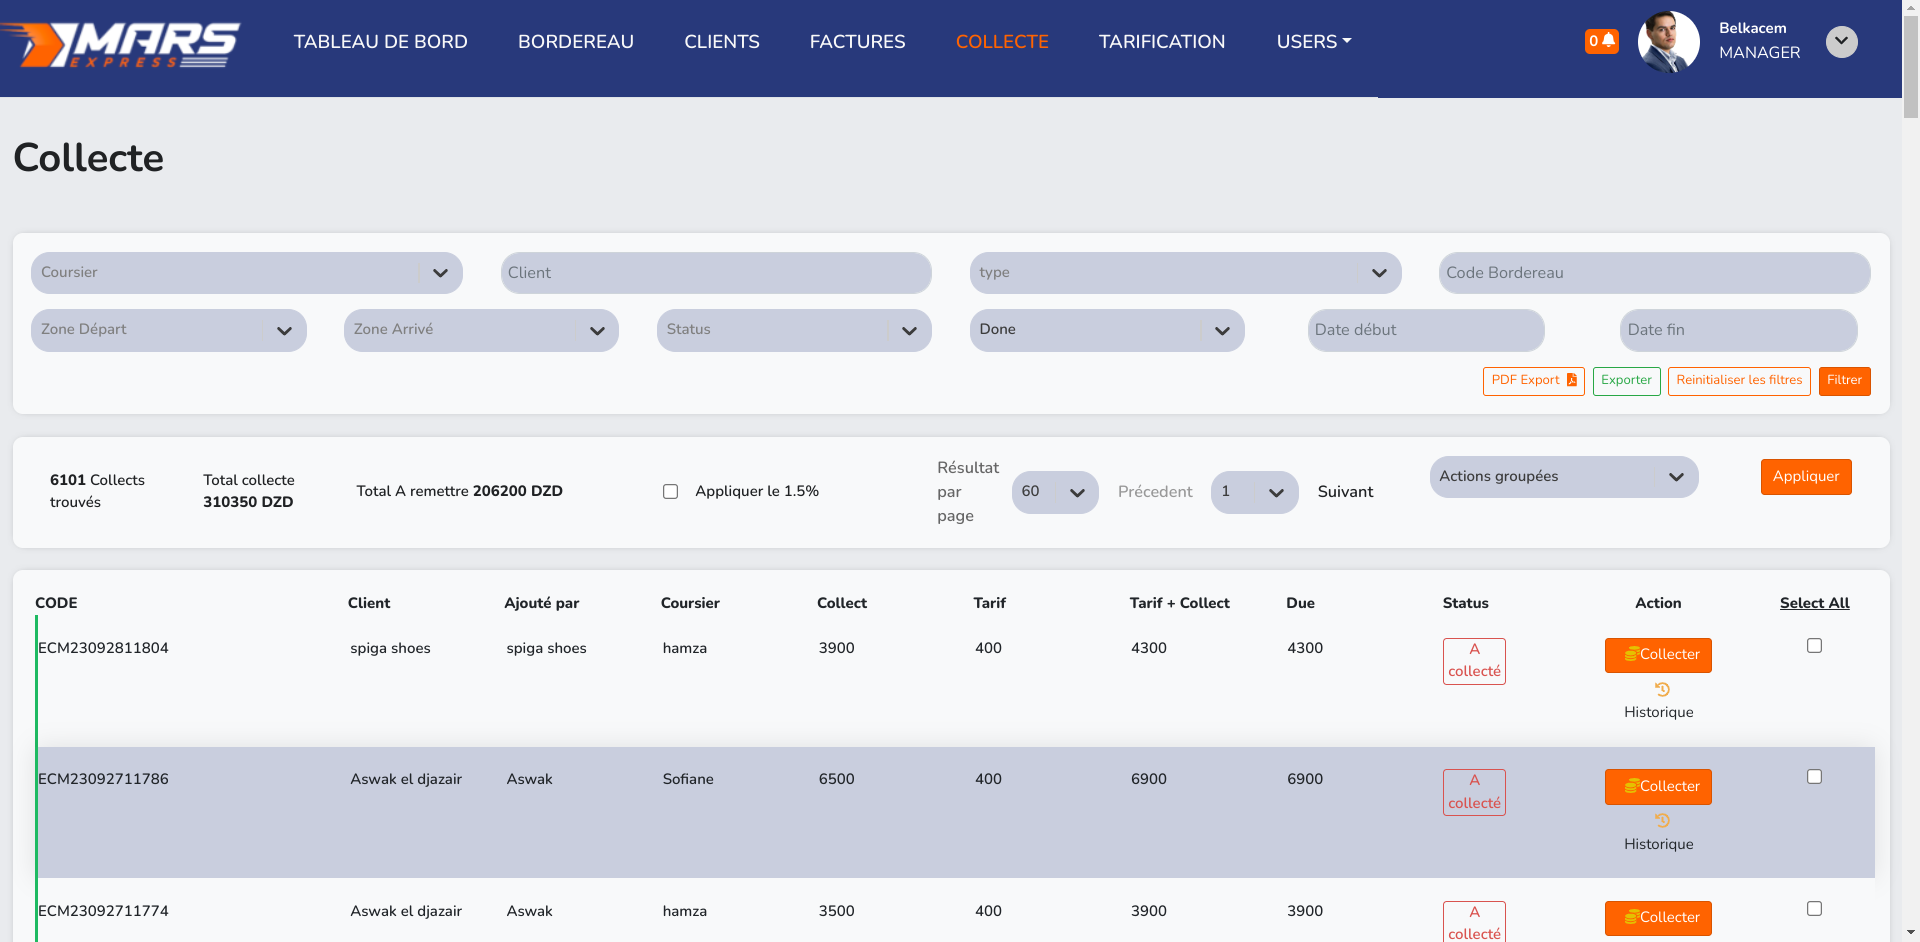 MARS
EXPRESS
TABLEAU DE BORD
BORDEREAU
CLIENTS
FACTURES
COLLECTE
TARIFICATION
USERS
0
Belkacem
MANAGER
Collecte
Coursier
Client
type
Code Bordereau
Zone Départ
Zone Arrivé
Status
Done
Date début
Date fin
PDF Export
Exporter
Reinitialiser les filtres
Filtrer
6101 Collects
trouvés
Total collecte
310350 DZD
Total A remettre 206200 DZD
Appliquer le 1.5%
Résultat
par
page
60
Précedent
1
Suivant
Actions groupées
Appliquer
CODE Client Ajouté par Coursier Collect Tarif Tarif + Collect Due Status Action Select All
ECM23092811804 spiga shoes spiga shoes hamza 3900 400 4300 4300
A
collecté
Collecter
Historique
ECM23092711786 Aswak el djazair Aswak Sofiane 6500 400 6900 6900
A
collecté
Collecter
Historique
ECM23092711774 Aswak el djazair Aswak hamza 3500 400 3900 3900
A
collecté
Collecter